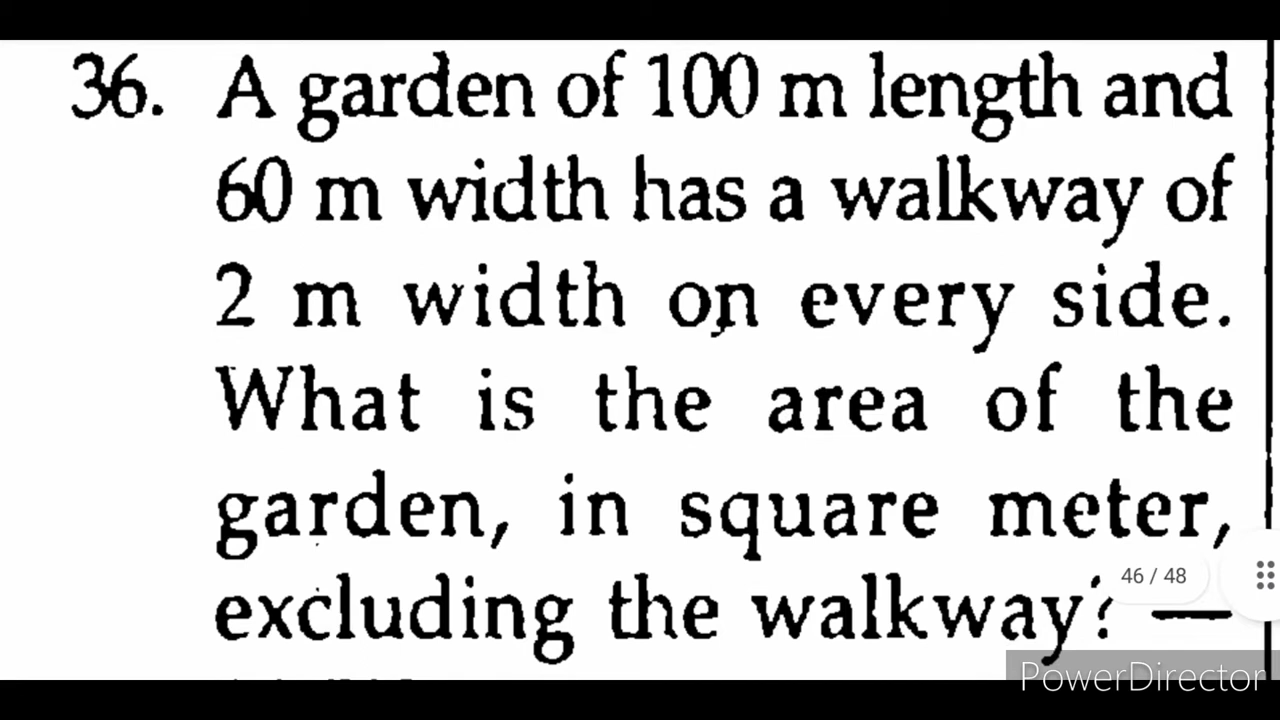 36. A garden of 100 m length and
60 m width has a walkway of
2 m width on every side.
What is the area of the
garden, in square meter,
excluding the walkway? —
46 / 48
PowerDirector